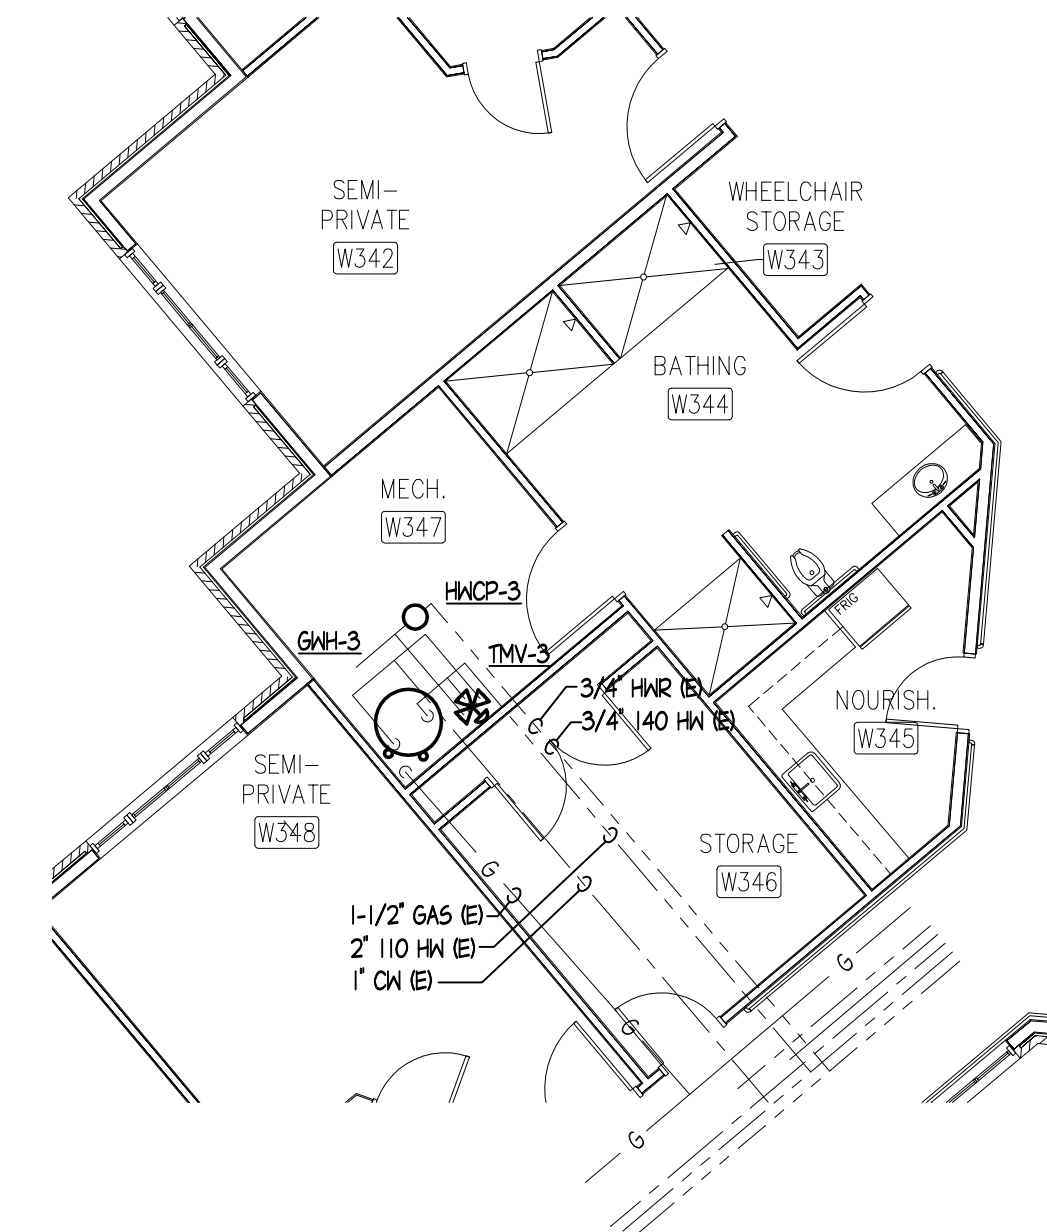 SEMI-
PRIVATE
W342
WHEELCHAIR
STORAGE
W343
BATHING
W344
MECH.
W347
HWCP-3
GWH-3
TMV-3
FRIG
3/4" HWR (E)
3/4" 140 HW (E)
NOURISH.
W345
SEMI-
PRIVATE
W348
STORAGE
W346
G
1-1/2" GAS (E)
2" 110 HW (E)
1" CW (E)
G
G